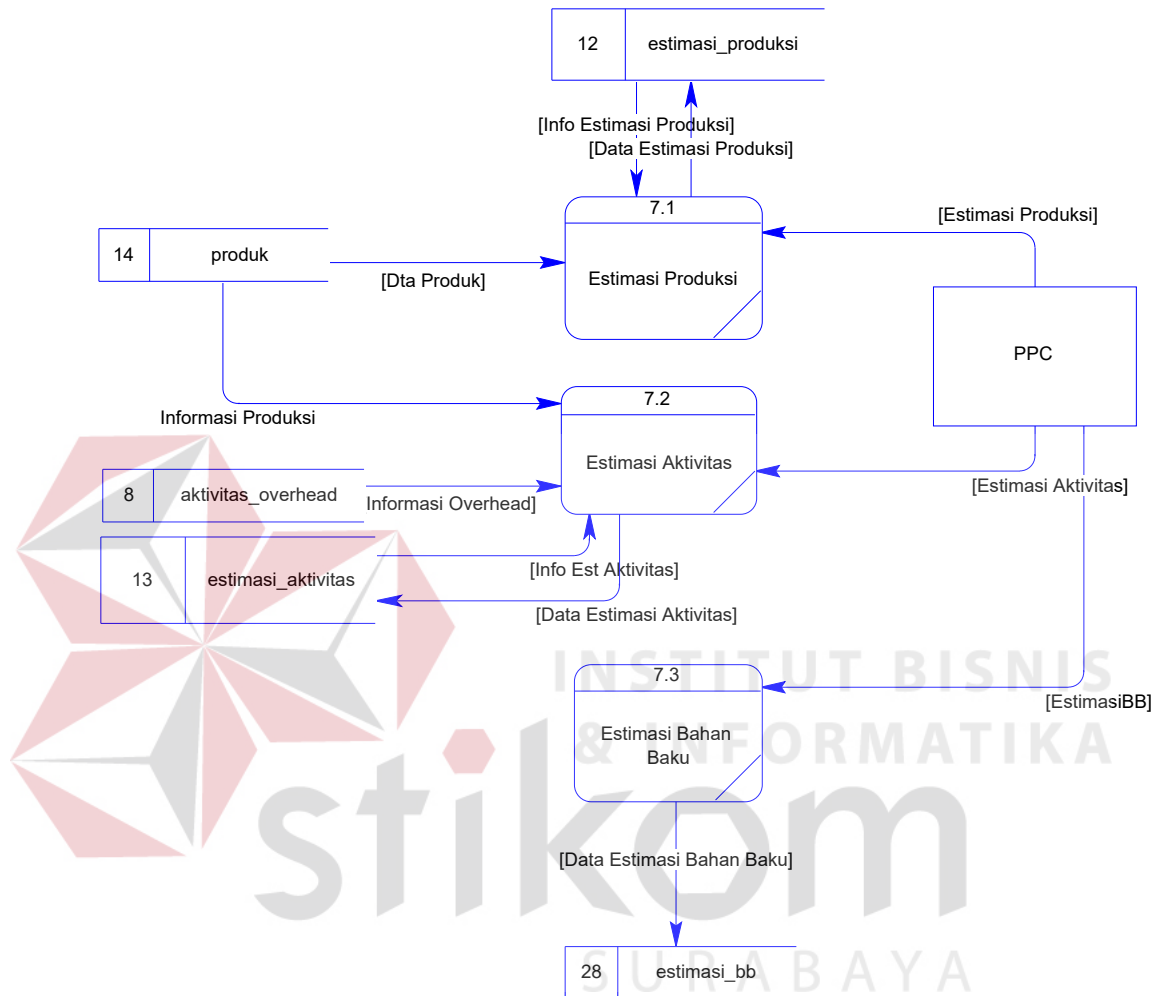 12 estimasi_produksi
[Info Estimasi Produksi]
[Data Estimasi Produksi]
7.1
Estimasi Produksi
[Estimasi Produksi]
14 produk
[Dta Produk]
PPC
7.2
Estimasi Aktivitas
Informasi Produksi
8 aktivitas_overhead
Informasi Overhead]
[Estimasi Aktivitas]
13 estimasi_aktivitas
[Info Est Aktivitas]
[Data Estimasi Aktivitas]
INSTITUT BISNIS
& INFORMATIKA
7.3
Estimasi Bahan
Baku
[EstimasiBB]
stikom
[Data Estimasi Bahan Baku]
28 estimasi_bb
SURABAYA